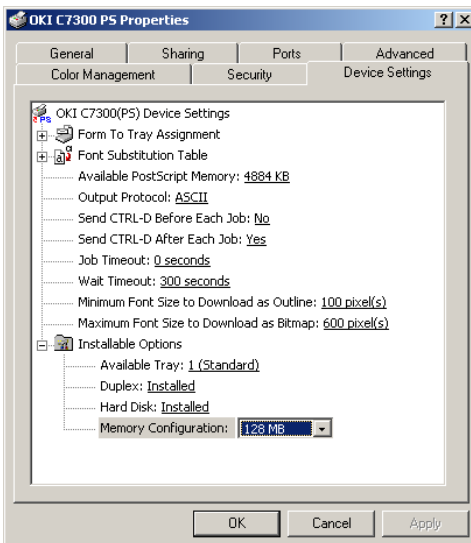 OKI C7300 PS Properties
General Sharing Ports Advanced
Color Management Security Device Settings
OKI C7300(PS) Device Settings
Form To Tray Assignment
Font Substitution Table
Available PostScript Memory: 4884 KB
Output Protocol: ASCII
Send CTRL-D Before Each Job: No
Send CTRL-D After Each Job: Yes
Job Timeout: 0 seconds
Wait Timeout: 300 seconds
Minimum Font Size to Download as Outline: 100 pixel(s)
Maximum Font Size to Download as Bitmap: 600 pixel(s)
Installable Options
Available Tray: 1 (Standard)
Duplex: Installed
Hard Disk: Installed
Memory Configuration: 128 MB
OK Cancel Apply